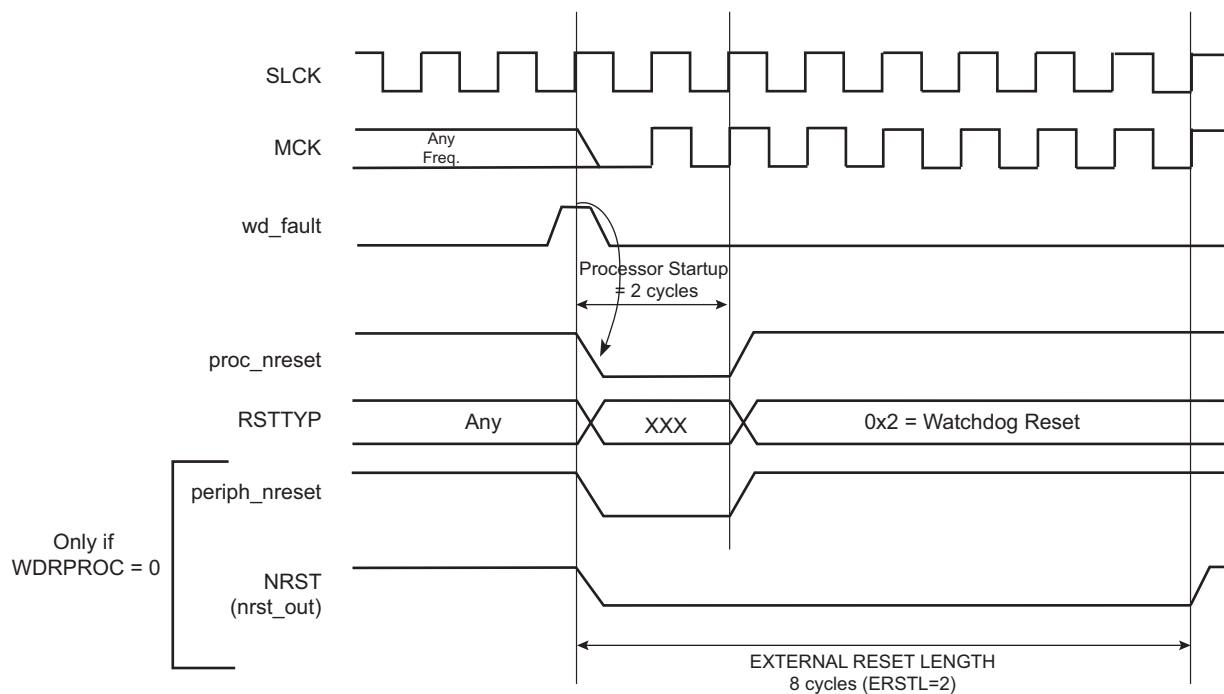 SLCK
MCK
Any
Freq.
wd_fault
Processor Startup
= 2 cycles
proc_nreset
RSTTYP
Any
XXX
0x2 = Watchdog Reset
periph_nreset
Only if
WDRPROC = 0
NRST
(nrst_out)
EXTERNAL RESET LENGTH
8 cycles (ERSTL=2)